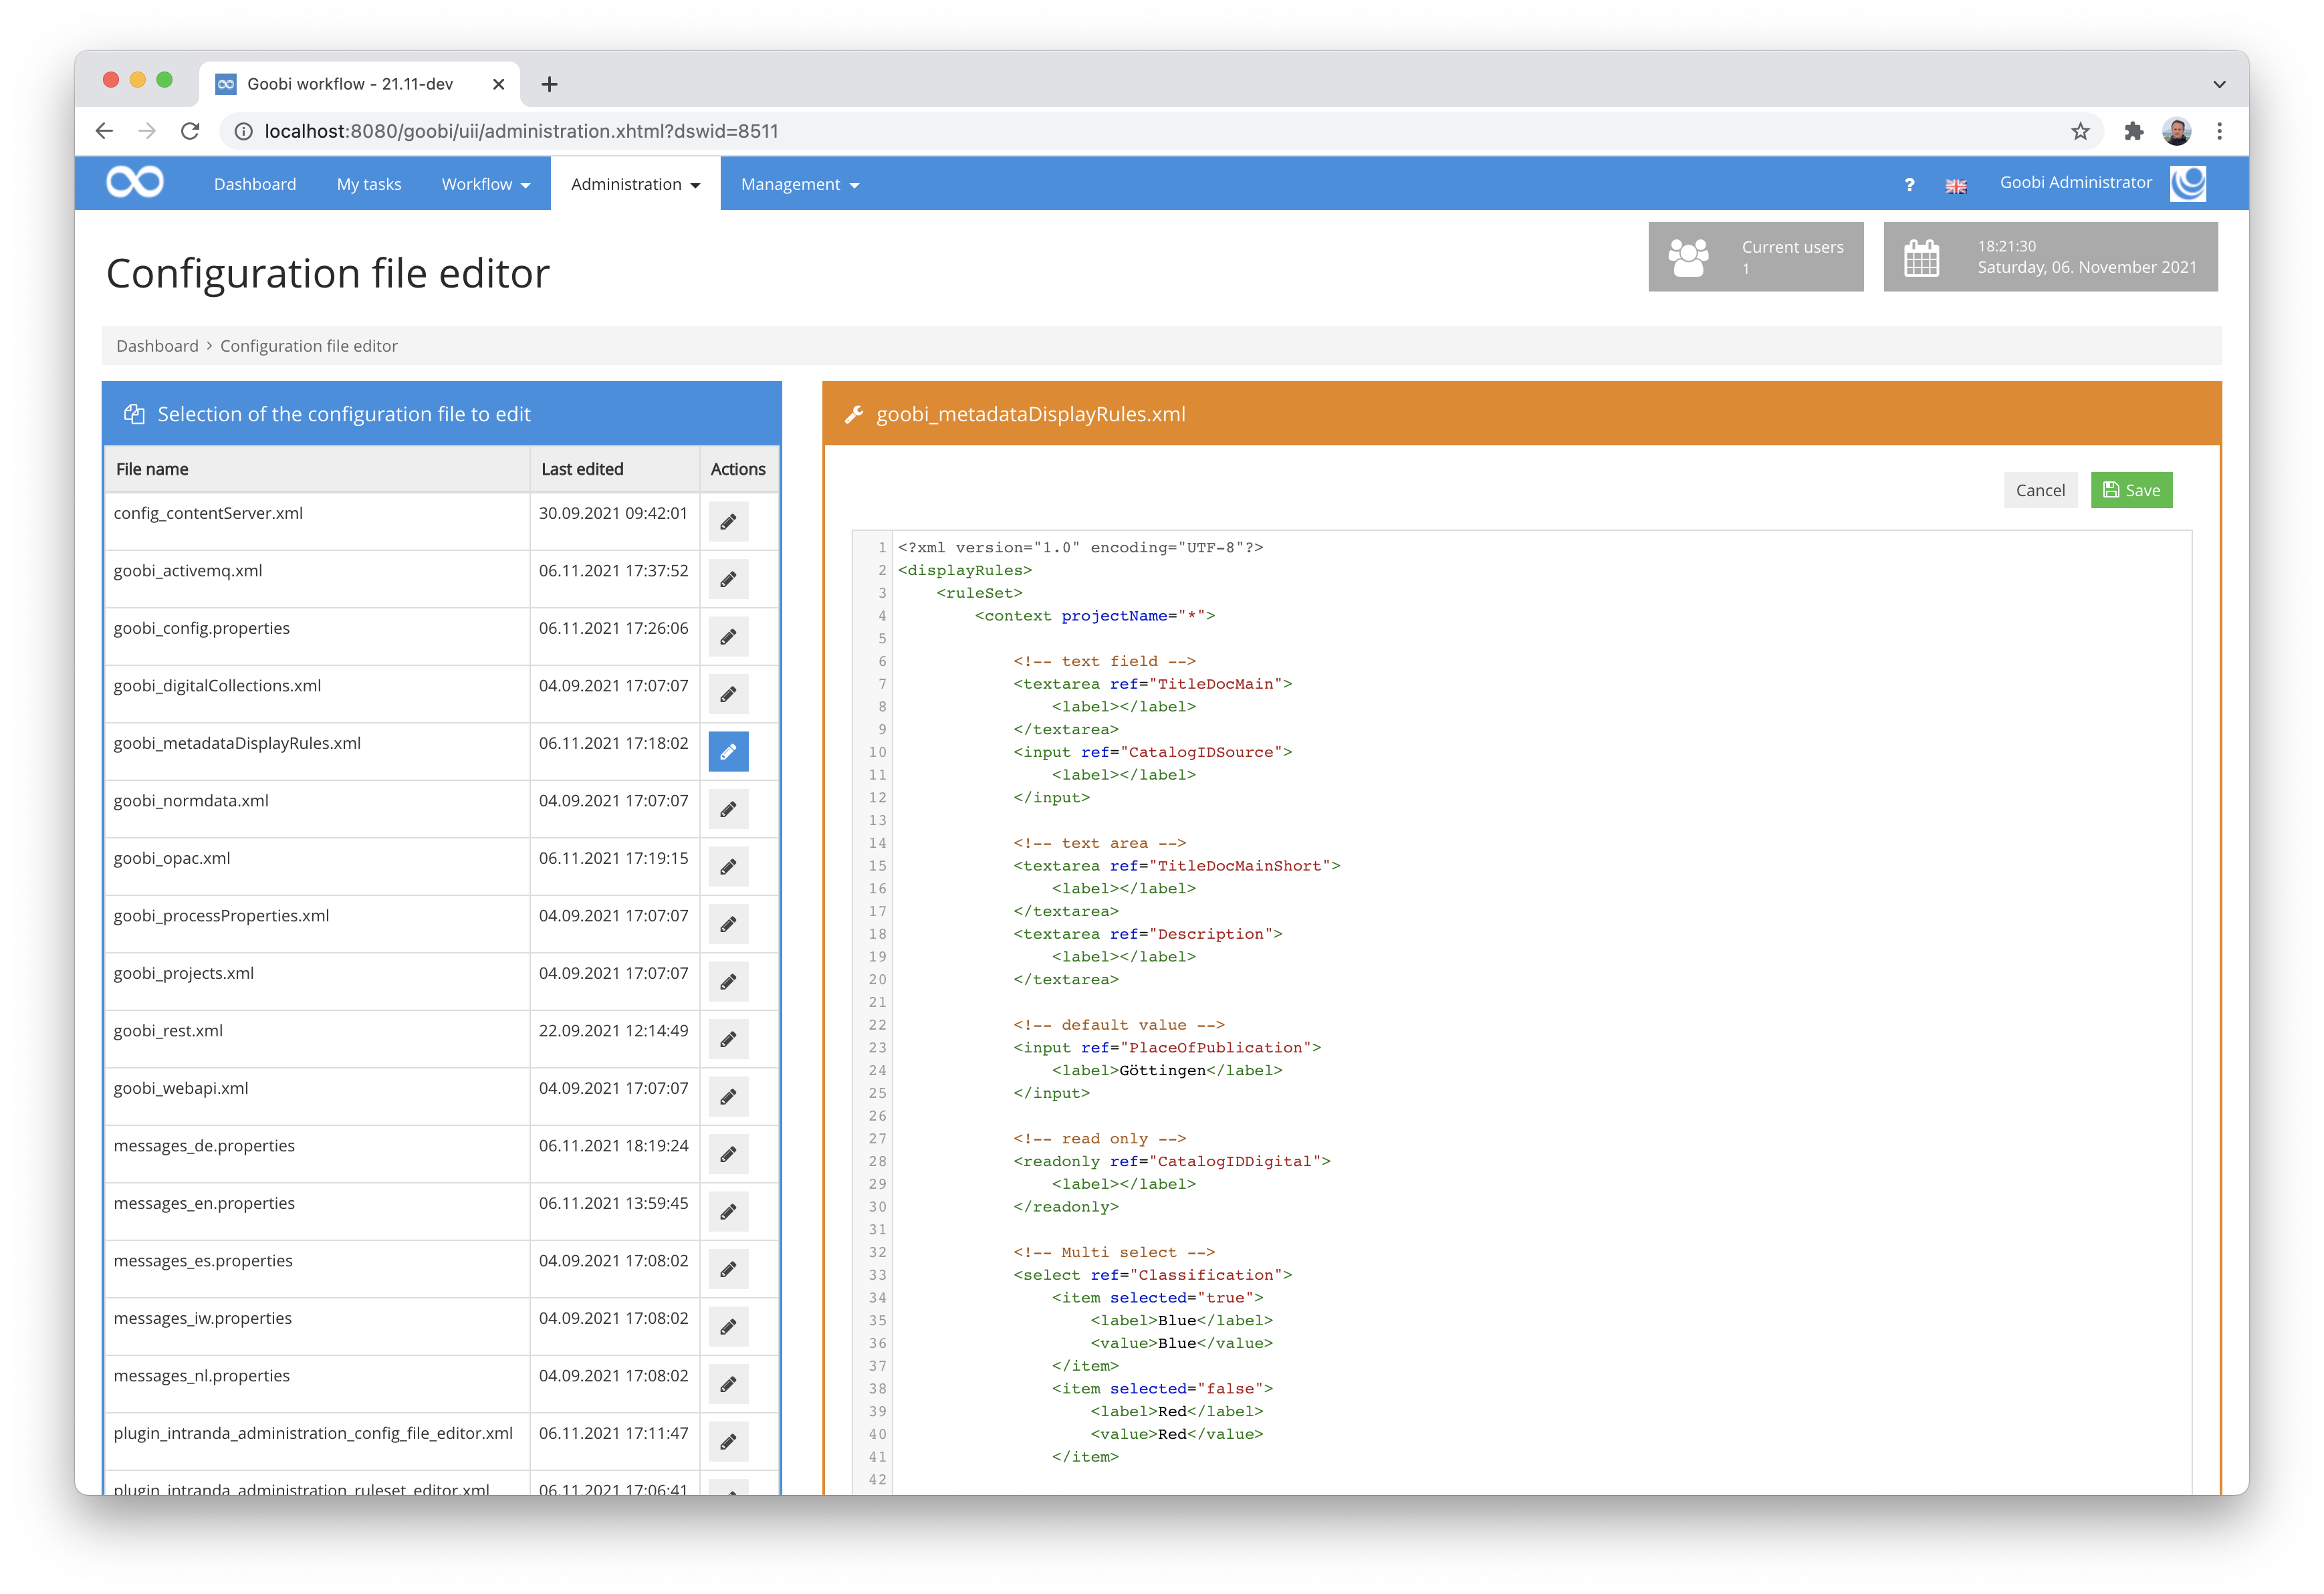 Goobi workflow - 21.11-dev
localhost:8080/goobi/uii/administration.xhtml?dswid=8511
Dashboard My tasks Workflow Administration Management ? Goobi Administrator
Configuration file editor
Current users
1
18:21:30
Saturday, 06. November 2021
Dashboard > Configuration file editor
Selection of the configuration file to edit
File name Last edited Actions
config_contentServer.xml 30.09.2021 09:42:01
goobi_activemq.xml 06.11.2021 17:37:52
goobi_config.properties 06.11.2021 17:26:06
goobi_digitalCollections.xml 04.09.2021 17:07:07
goobi_metadataDisplayRules.xml 06.11.2021 17:18:02
goobi_normdata.xml 04.09.2021 17:07:07
goobi_opac.xml 06.11.2021 17:19:15
goobi_processProperties.xml 04.09.2021 17:07:07
goobi_projects.xml 04.09.2021 17:07:07
goobi_rest.xml 22.09.2021 12:14:49
goobi_webapi.xml 04.09.2021 17:07:07
messages_de.properties 06.11.2021 18:19:24
messages_en.properties 06.11.2021 13:59:45
messages_es.properties 04.09.2021 17:08:02
messages_iw.properties 04.09.2021 17:08:02
messages_nl.properties 04.09.2021 17:08:02
plugin_intranda_administration_config_file_editor.xml 06.11.2021 17:11:47
plugin_intranda_administration_ruleset_editor.xml 06.11.2021 17:06:41
goobi_metadataDisplayRules.xml
Cancel Save
1 <?xml version="1.0" encoding="UTF-8"?>
2 <displayRules>
3 <ruleSet>
4 <context projectName="*">
5
6 <!-- text field -->
7 <textarea ref="TitleDocMain">
8 <label></label>
9 </textarea>
10 <input ref="CatalogIDSource">
11 <label></label>
12 </input>
13
14 <!-- text area -->
15 <textarea ref="TitleDocMainShort">
16 <label></label>
17 </textarea>
18 <textarea ref="Description">
19 <label></label>
20 </textarea>
21
22 <!-- default value -->
23 <input ref="PlaceOfPublication">
24 <label>Göttingen</label>
25 </input>
26
27 <!-- read only -->
28 <readonly ref="CatalogIDDigital">
29 <label></label>
30 </readonly>
31
32 <!-- Multi select -->
33 <select ref="Classification">
34 <item selected="true">
35 <label>Blue</label>
36 <value>Blue</value>
37 </item>
38 <item selected="false">
39 <label>Red</label>
40 <value>Red</value>
41 </item>
42